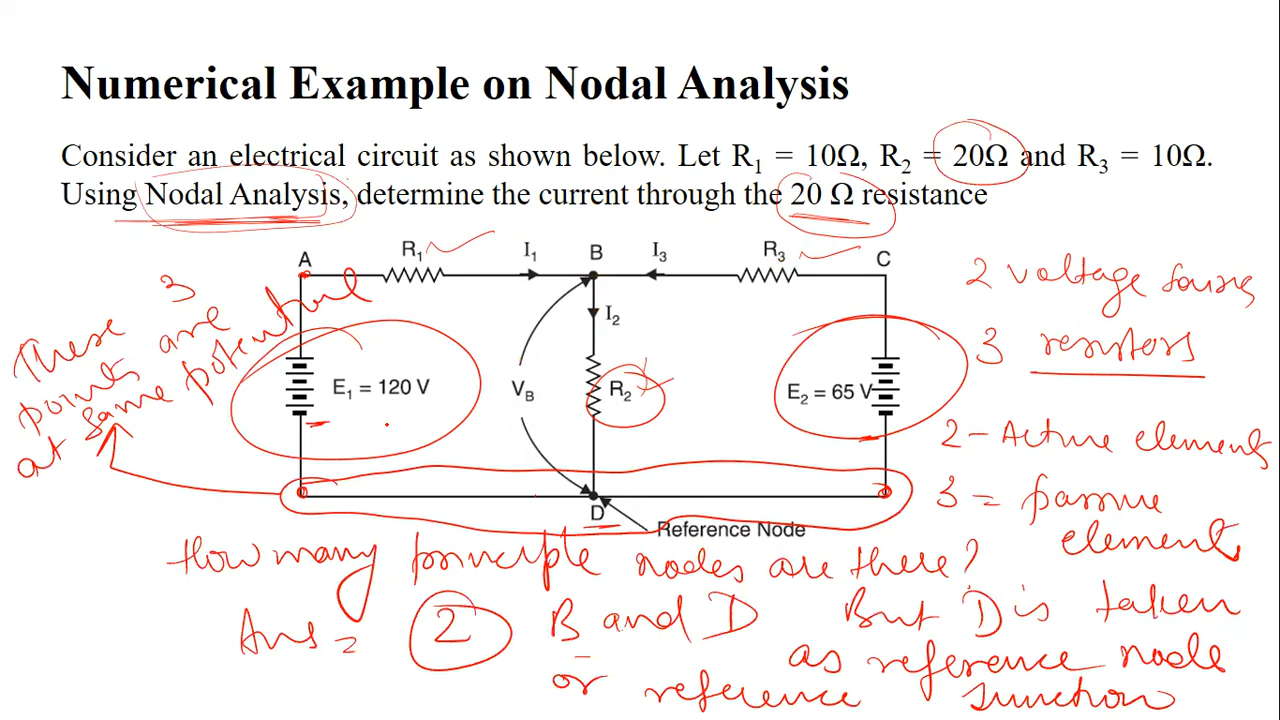 Numerical Example on Nodal Analysis
Consider an electrical circuit as shown below. Let R₁ = 10Ω, R₂ = 20Ω and R₃ = 10Ω.
Using Nodal Analysis, determine the current through the 20 Ω resistance
A R₁ I₁ B I₃ R₃ C
I₂
E₁ = 120 V
V_B
R₂
E₂ = 65 V
D
Reference Node
These 3
points are
at same potential
2 voltage sources
3 resistors
2 - Active elements
3 = passive
elements
How many principle nodes are there?
Ans = 2 B and D But D is taken
as reference node
or reference junction